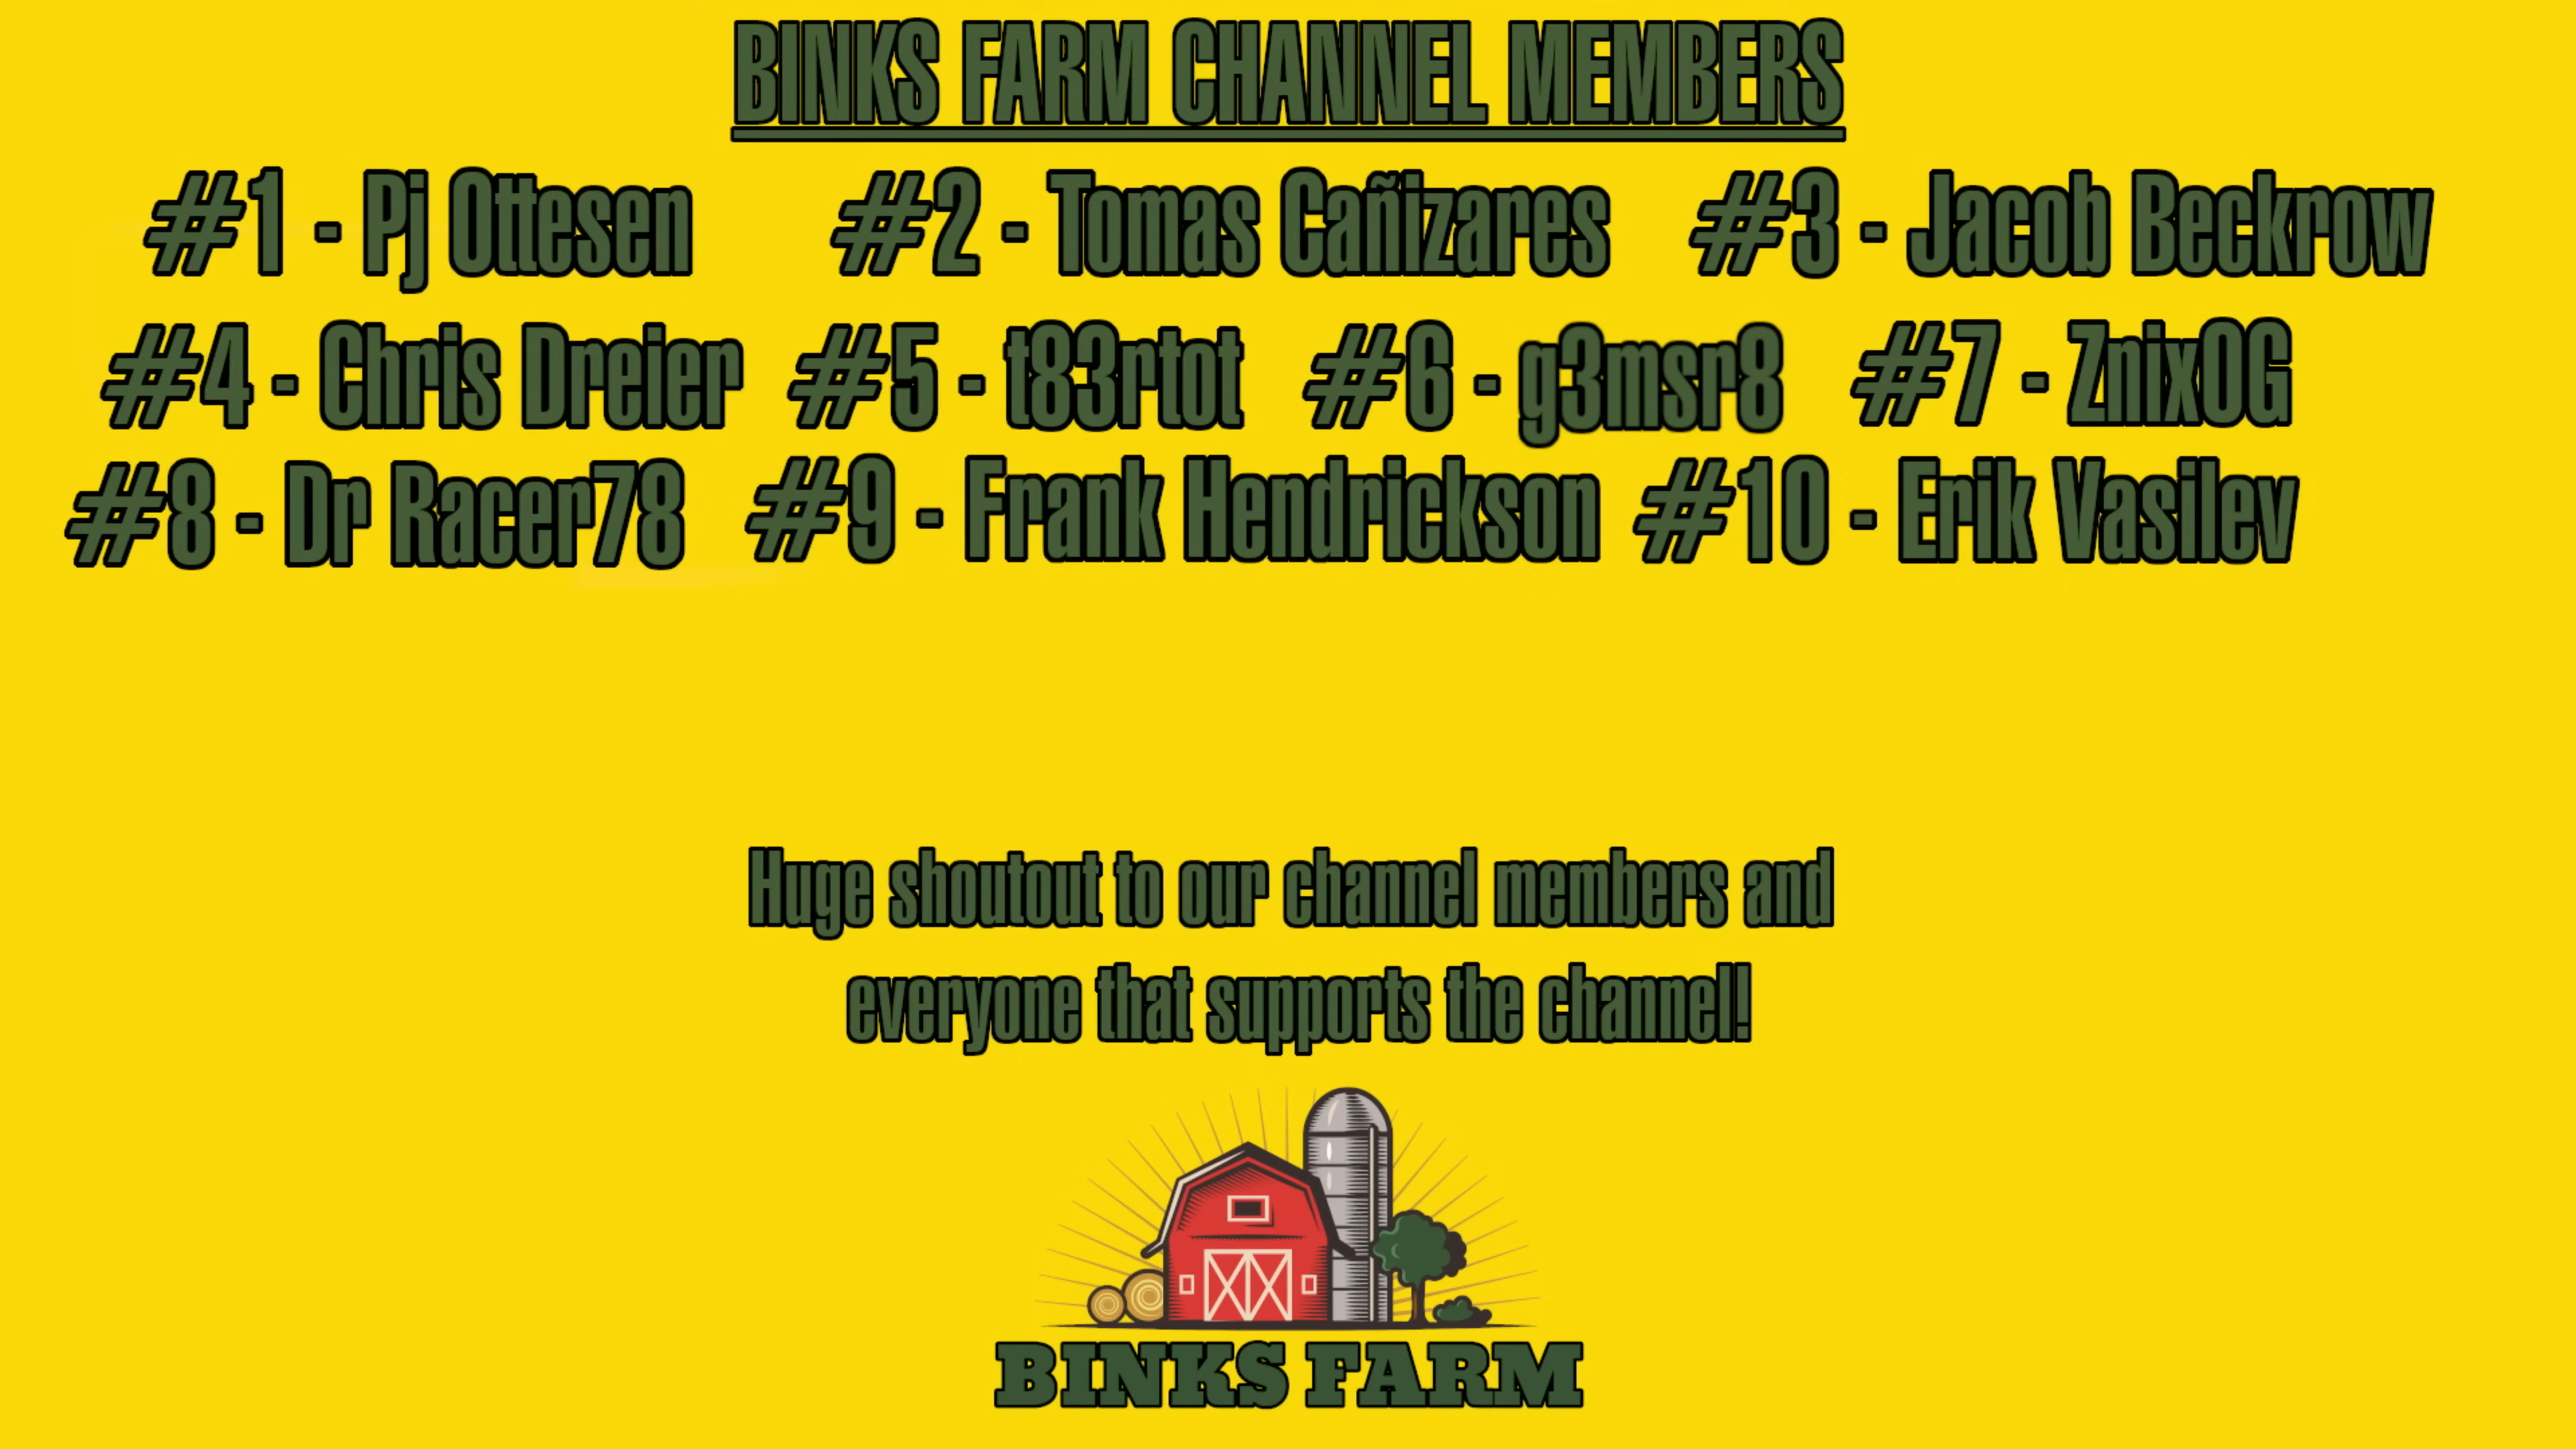 BINKS FARM CHANNEL MEMBERS
#1 - Pj Ottesen #2 - Tomas Cañizares #3 - Jacob Beckrow
#4 - Chris Dreier #5 - t83rtot #6 - g3msr8 #7 - ZnixOG
#8 - Dr Racer78 #9 - Frank Hendrickson #10 - Erik Vasilev
Huge shoutout to our channel members and
everyone that supports the channel!
BINKS FARM